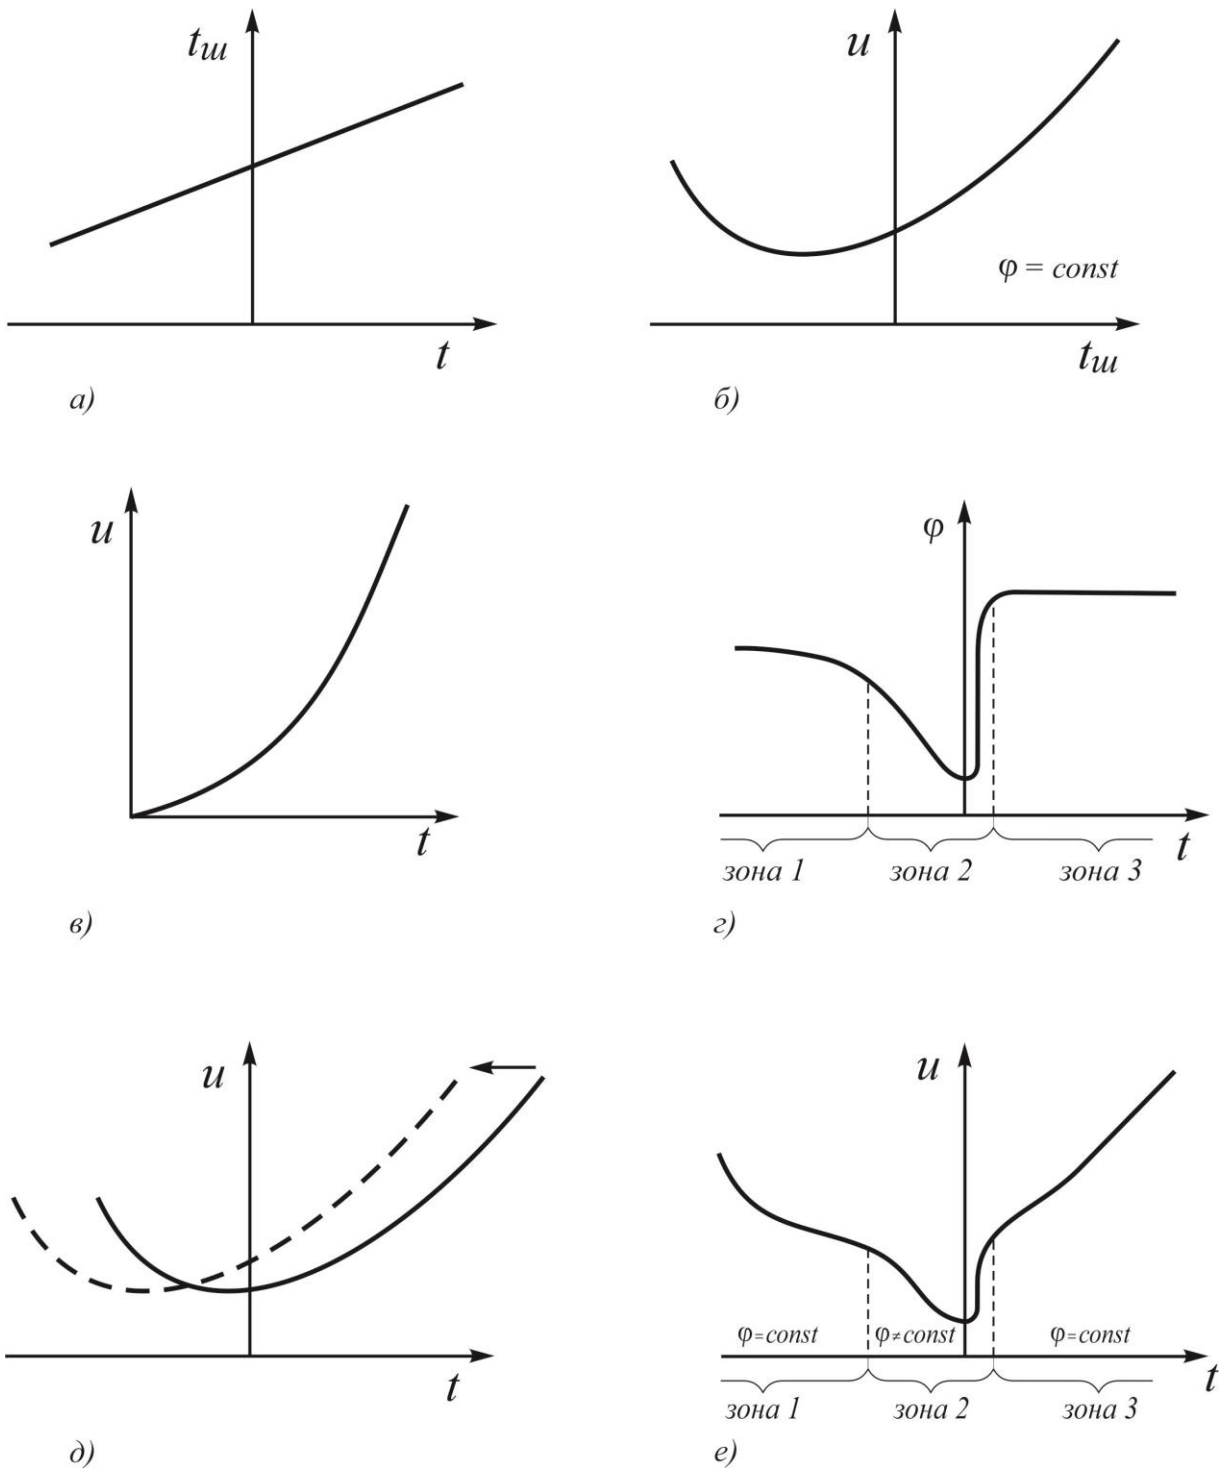 tш
t
а)
u
φ = const
tш
б)
u
t
в)
φ
t
зона 1
зона 2
зона 3
г)
u
t
д)
u
φ=const
φ≠const
φ=const
t
зона 1
зона 2
зона 3
е)